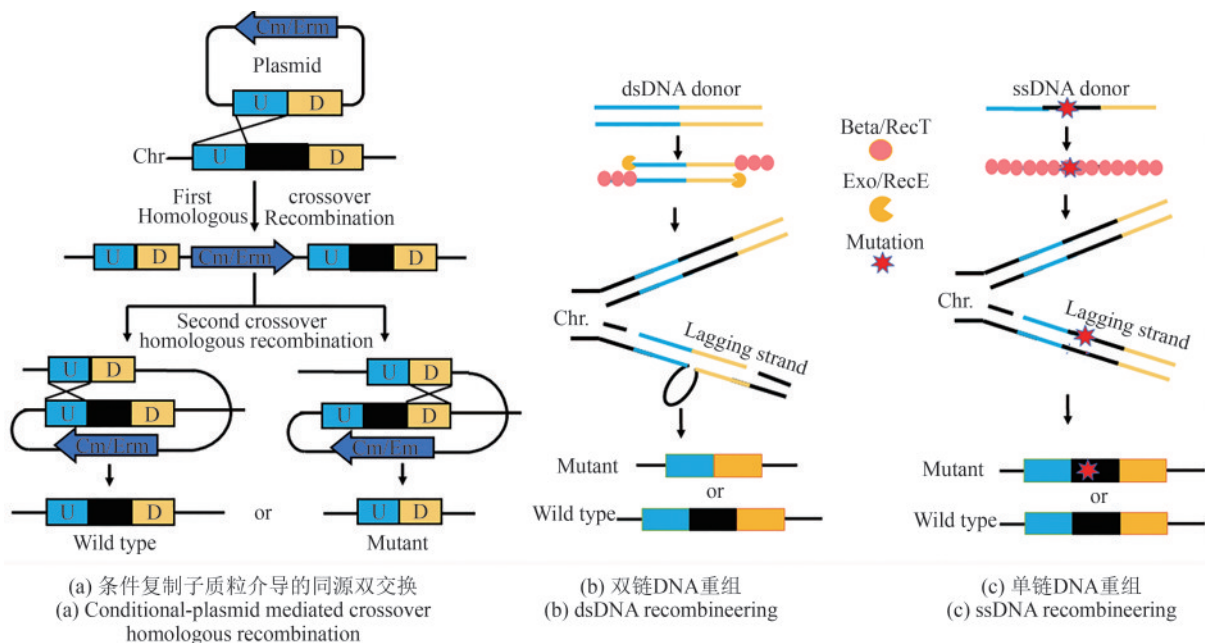 Cm/Erm
Plasmid
U D
Chr
U D
First crossover
Homologous Recombination
U D Cm/Erm U D
Second crossover
homologous recombination
U D
U D
Cm/Erm
U D
U D
Cm/Em
U D
or
U D
Wild type
Mutant
(a) 条件复制子质粒介导的同源双交换
(a) Conditional-plasmid mediated crossover
homologous recombination
dsDNA donor
Chr.
Lagging strand
Mutant
or
Wild type
(b) 双链DNA重组
(b) dsDNA recombineering
Beta/RecT
Exo/RecE
Mutation
ssDNA donor
Chr.
Lagging strand
Mutant
or
Wild type
(c) 单链DNA重组
(c) ssDNA recombineering